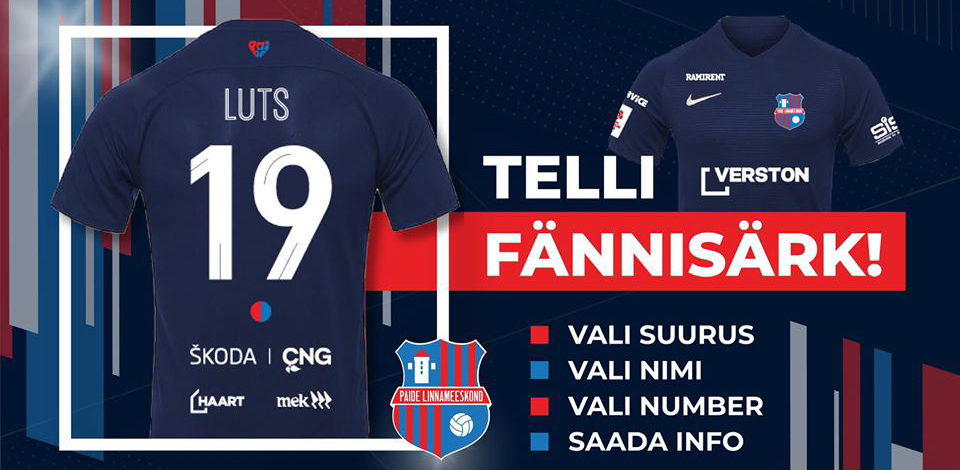 LUTS
19
ŠKODA | CNG
HAART
mek
PAIDE LINNAMEESKOND
RAMIRENT
VERSTON
SiS
TELLI
FÄNNISÄRK!
VALI SUURUS
VALI NIMI
VALI NUMBER
SAADA INFO